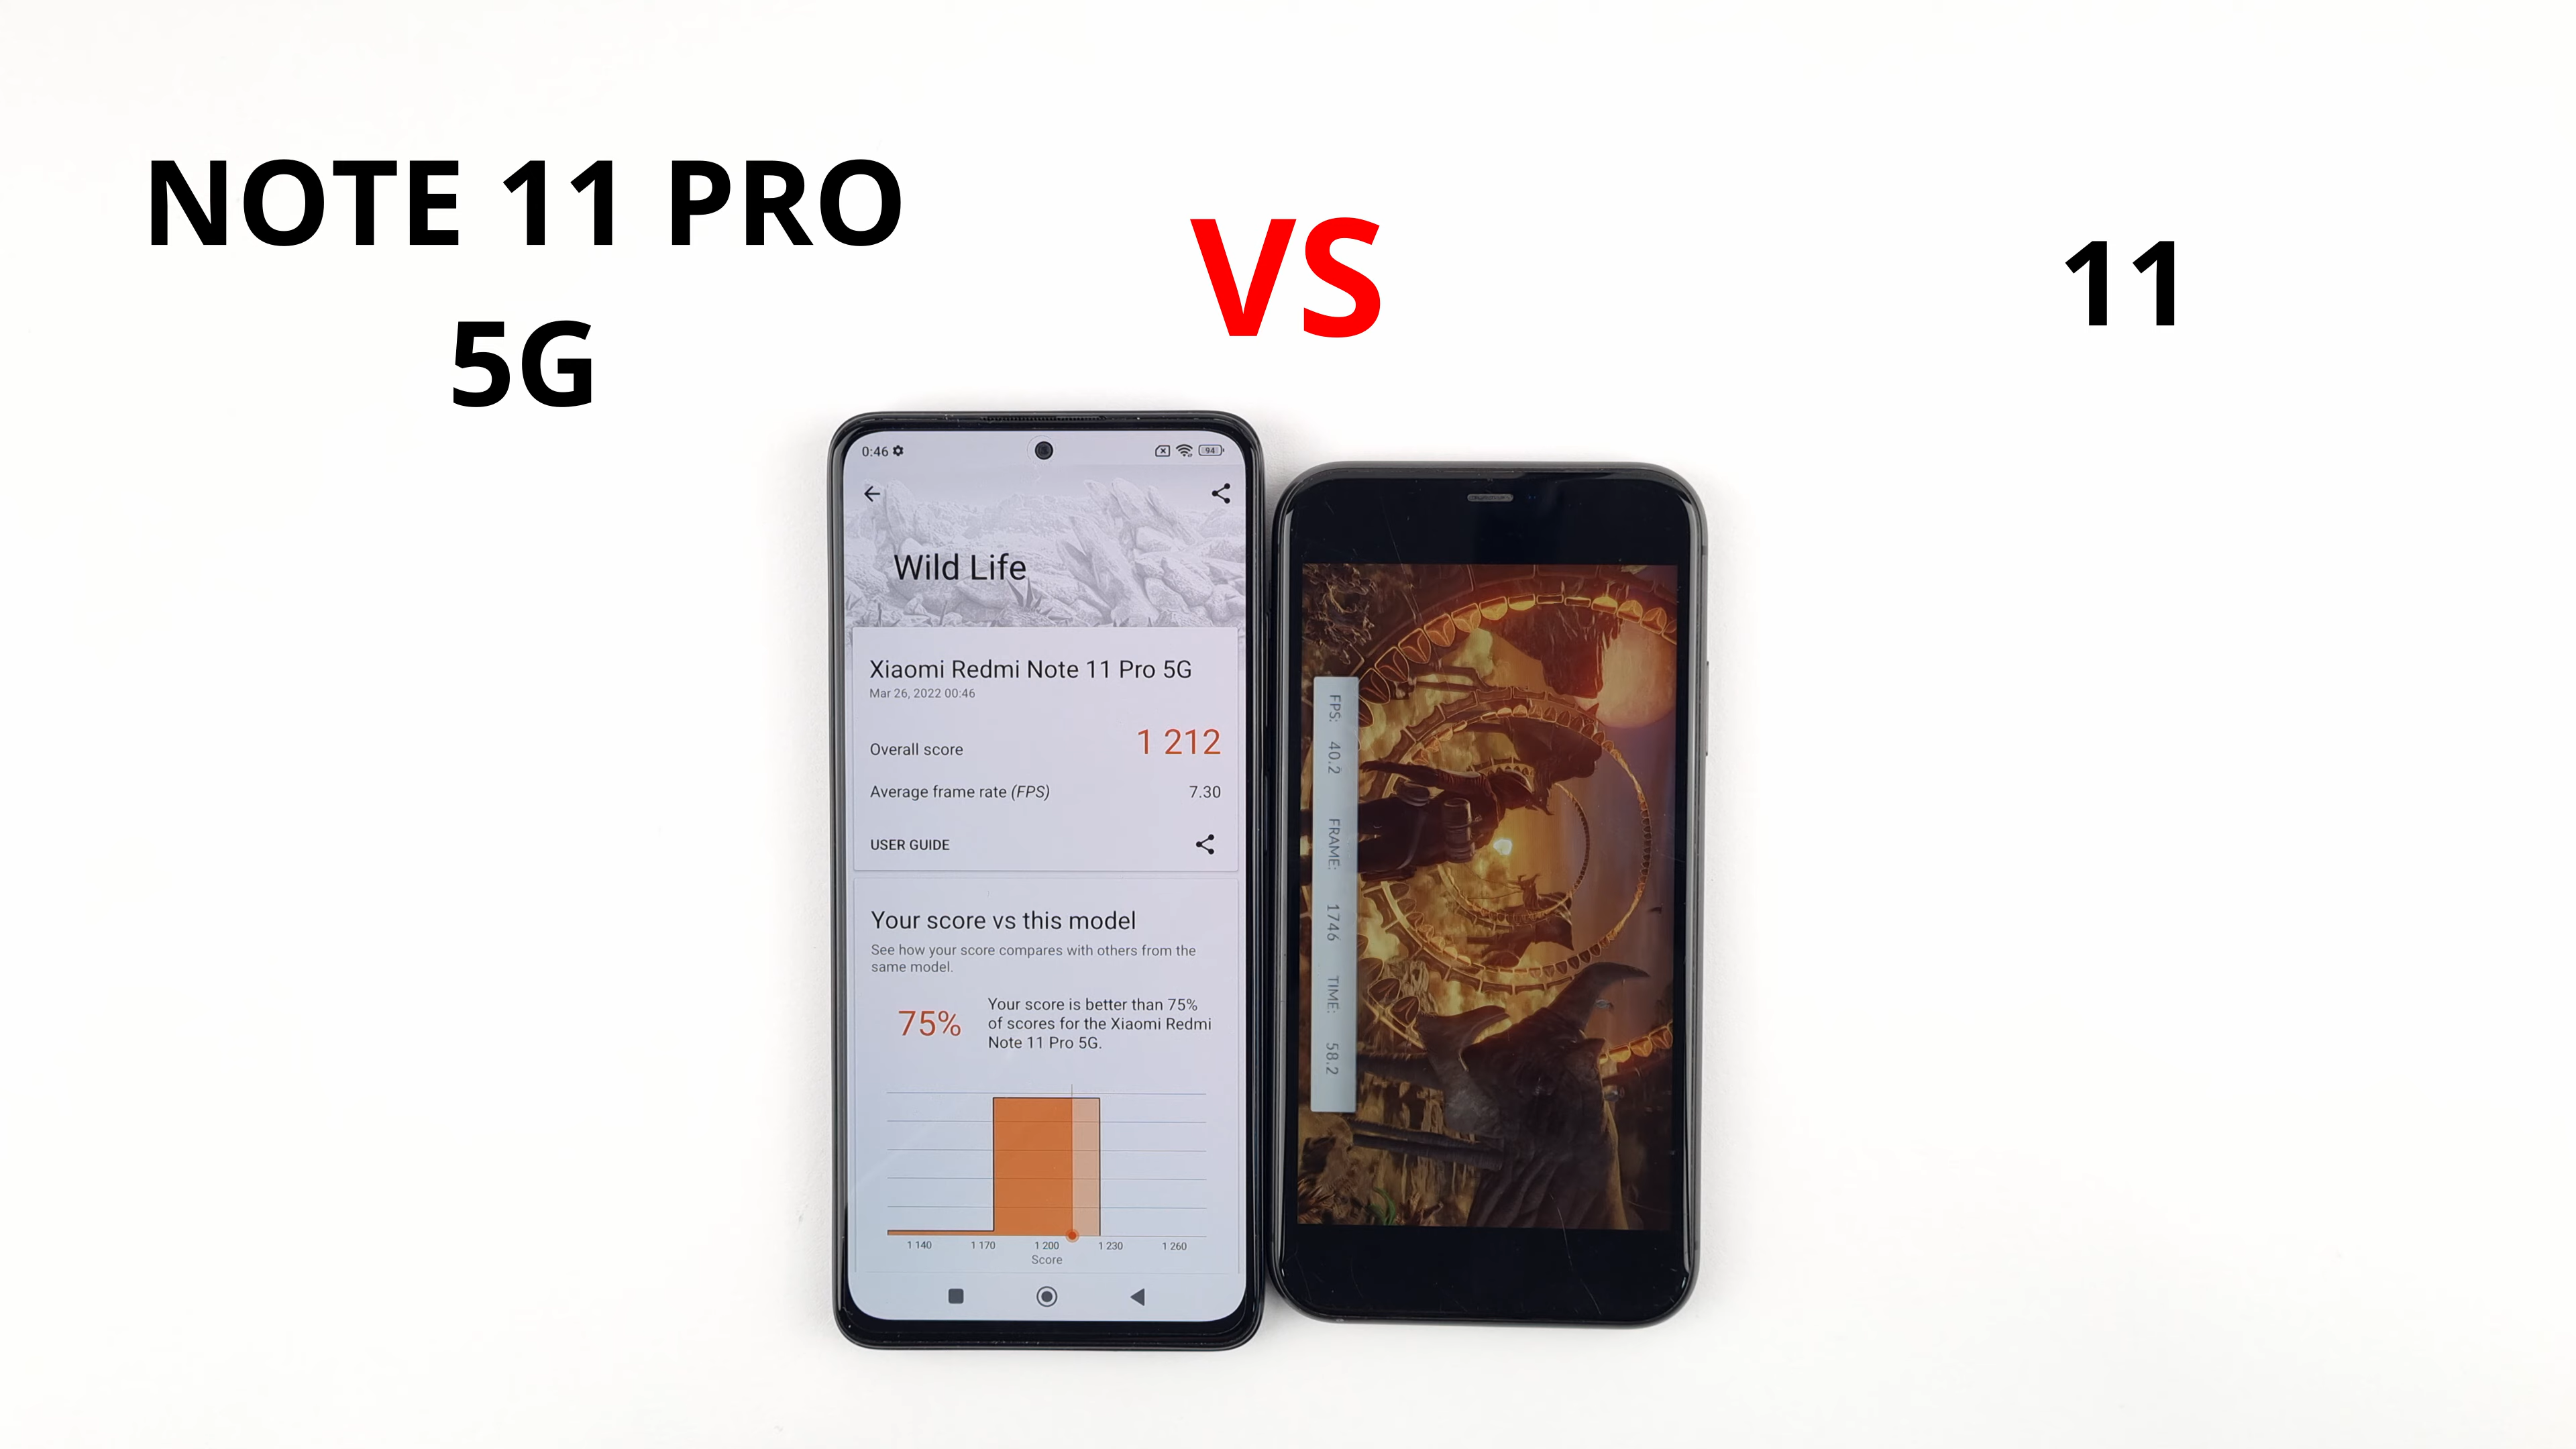 NOTE 11 PRO
5G
VS
11
0:46
94
Wild Life
Xiaomi Redmi Note 11 Pro 5G
Mar 26, 2022 00:46
Overall score 1 212
Average frame rate (FPS) 7.30
USER GUIDE
Your score vs this model
See how your score compares with others from the
same model.
75%
Your score is better than 75%
of scores for the Xiaomi Redmi
Note 11 Pro 5G.
1 140 1 170 1 200 1 230 1 260
Score
FPS: 40.2 FRAME: 1746 TIME: 58.2